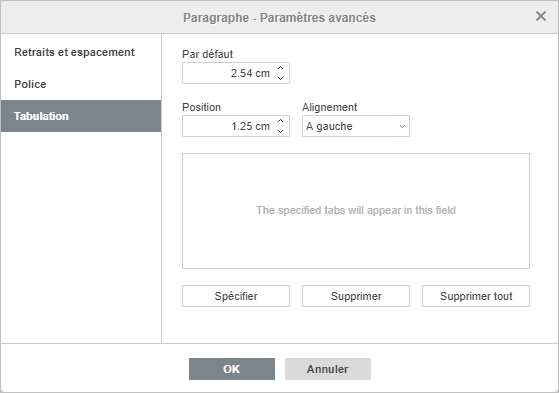 Paragraphe - Paramètres avancés
Retraits et espacement
Police
Tabulation
Par défaut
2.54 cm
Position
Alignement
1.25 cm
A gauche
The specified tabs will appear in this field
Spécifier
Supprimer
Supprimer tout
OK
Annuler